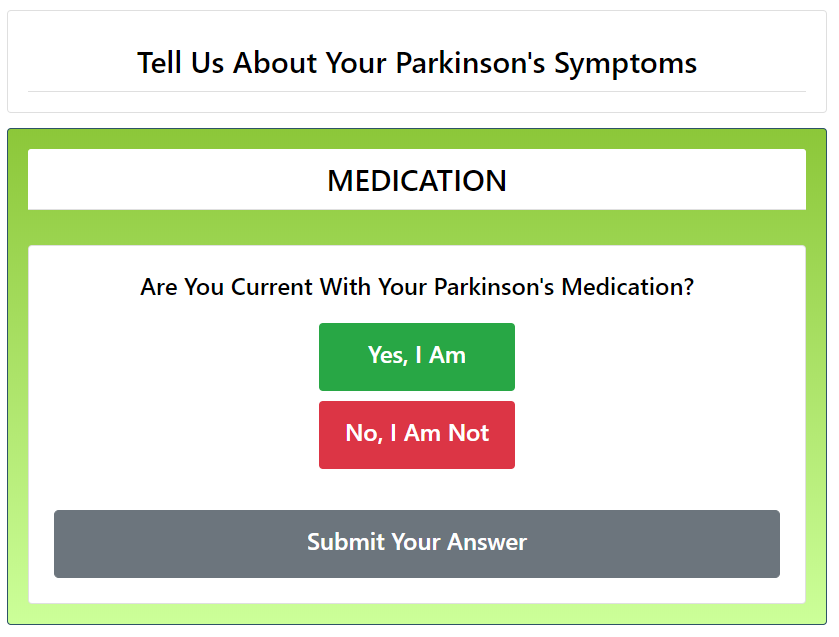 Tell Us About Your Parkinson's Symptoms
MEDICATION
Are You Current With Your Parkinson's Medication?
Yes, I Am
No, I Am Not
Submit Your Answer